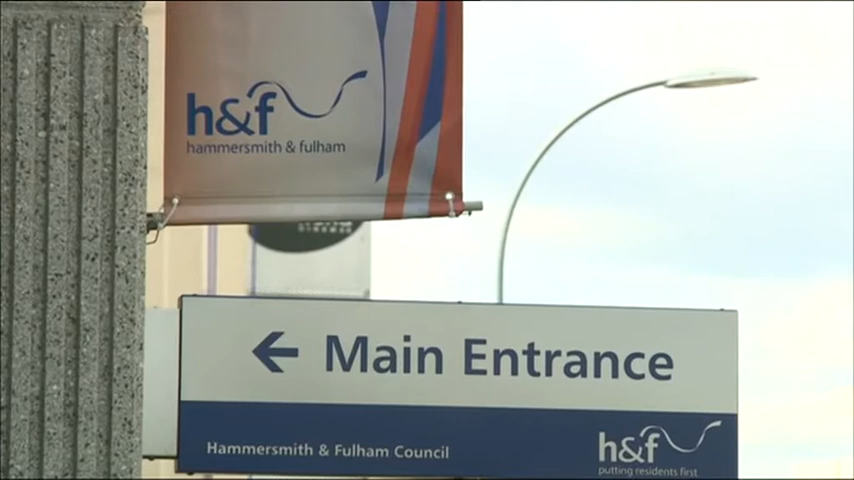 h&f
hammersmith & fulham
← Main Entrance
Hammersmith & Fulham Council
h&f
putting residents first